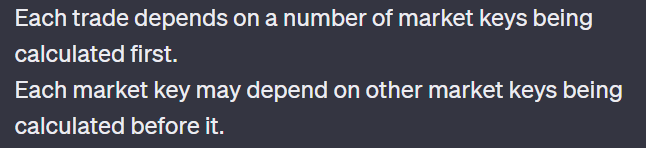 Each trade depends on a number of market keys being
calculated first.
Each market key may depend on other market keys being
calculated before it.